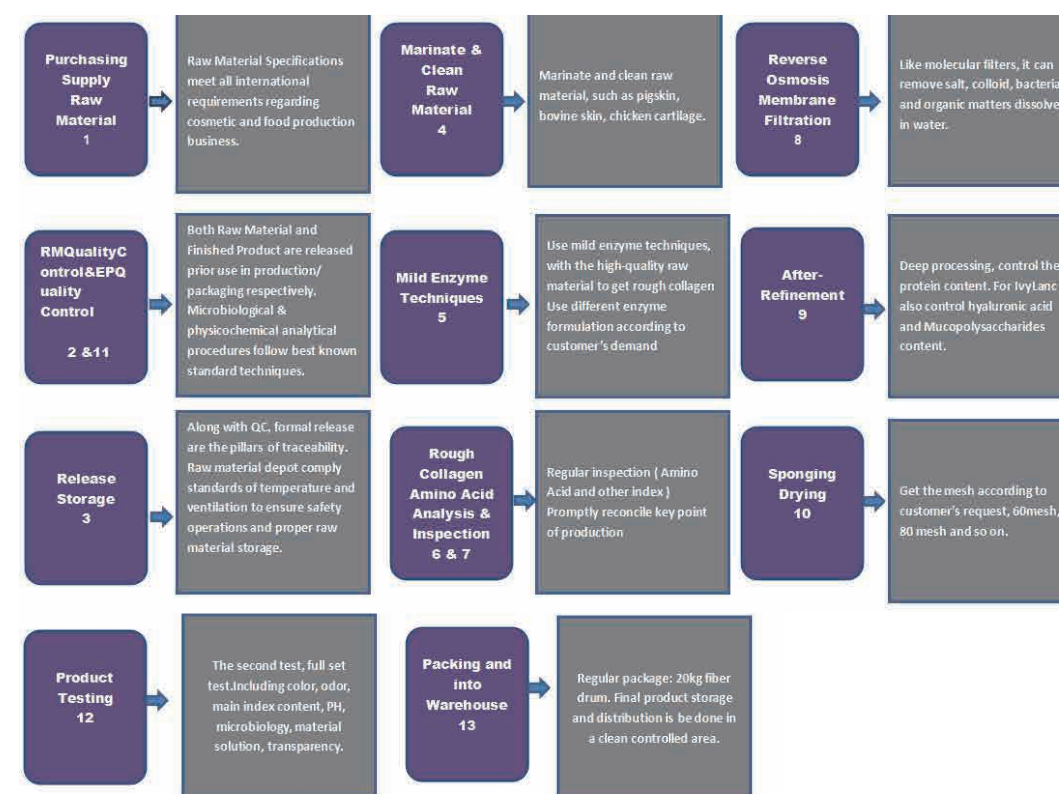 Purchasing
Supply
Raw
Material
1
Raw Material Specifications
meet all international
requirements regarding
cosmetic and food production
business.
Marinate &
Clean
Raw
Material
4
Marinate and clean raw
material, such as pigskin,
bovine skin, chicken cartilage.
Reverse
Osmosis
Membrane
Filtration
8
Like molecular filters, it can
remove salt, colloid, bacteria
and organic matters dissolve
in water.
RMQualityC
ontrol&EPQ
uality
Control
2 &11
Both Raw Material and
Finished Product are released
prior use in production/
packaging respectively.
Microbiological &
physicochemical analytical
procedures follow best known
standard techniques.
Mild Enzyme
Techniques
5
Use mild enzyme techniques,
with the high-quality raw
material to get rough collagen
Use different enzyme
formulation according to
customer's demand
After-
Refinement
9
Deep processing, control the
protein content. For IvyLanc
also control hyaluronic acid
and Mucopolysaccharides
content.
Release
Storage
3
Along with QC, formal release
are the pillars of traceability.
Raw material depot comply
standards of temperature and
ventilation to ensure safety
operations and proper raw
material storage.
Rough
Collagen
Amino Acid
Analysis &
Inspection
6 & 7
Regular inspection ( Amino
Acid and other index )
Promptly reconcile key point
of production
Sponging
Drying
10
Get the mesh according to
customer's request, 60mesh,
80 mesh and so on.
Product
Testing
12
The second test, full set
test.Including color, odor,
main index content, PH,
microbiology, material
solution, transparency.
Packing and
into
Warehouse
13
Regular package: 20kg fiber
drum. Final product storage
and distribution is be done in
a clean controlled area.